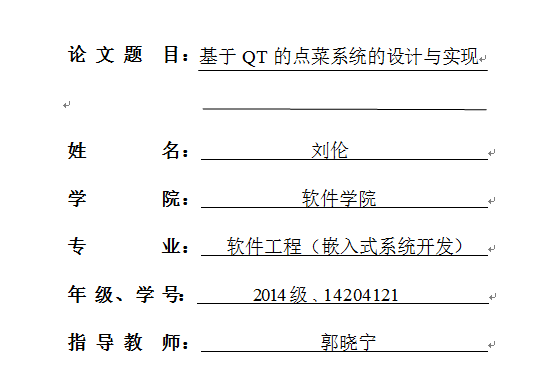 论 文 题 目：基于 QT 的点菜系统的设计与实现
姓 名：刘伦
学 院：软件学院
专 业：软件工程（嵌入式系统开发）
年 级、学 号：2014 级 、14204121
指 导 教 师：郭晓宁